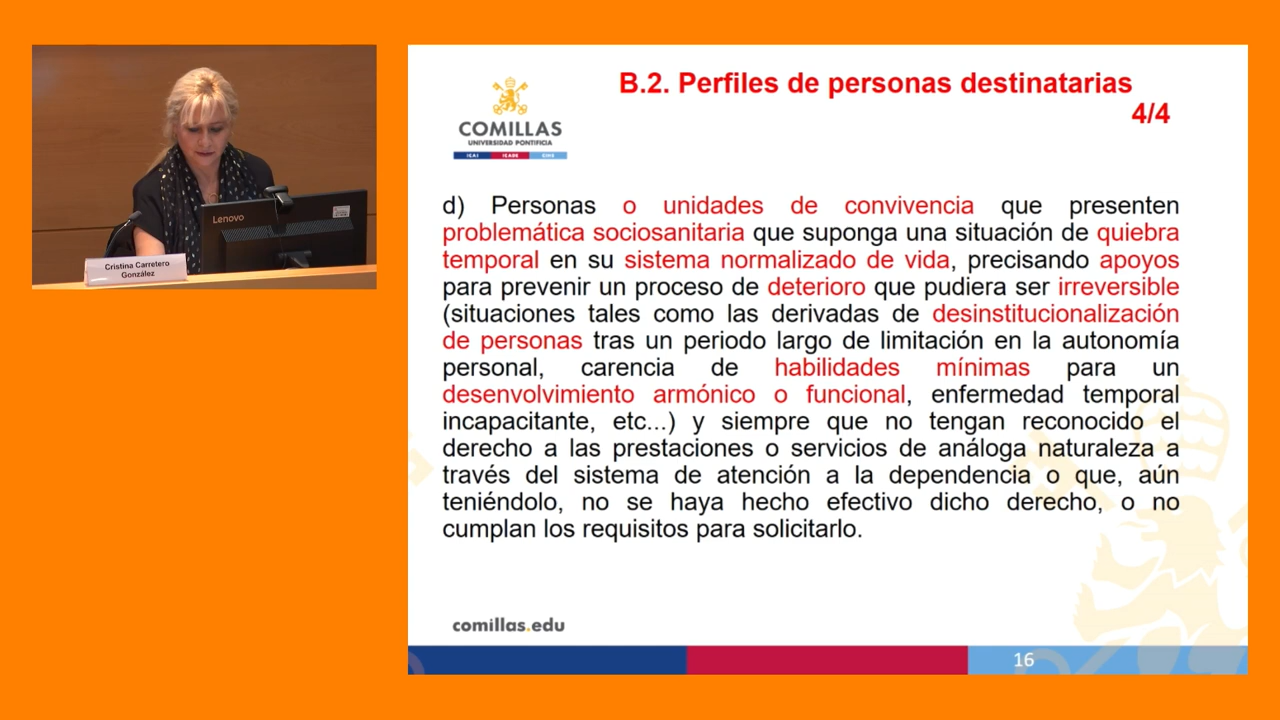 Lenovo
Cristina Carretero
González
COMILLAS
UNIVERSIDAD PONTIFICIA
ICAI ICADE CIHS
B.2. Perfiles de personas destinatarias
4/4
d) Personas o unidades de convivencia que presenten
problemática sociosanitaria que suponga una situación de quiebra
temporal en su sistema normalizado de vida, precisando apoyos
para prevenir un proceso de deterioro que pudiera ser irreversible
(situaciones tales como las derivadas de desinstitucionalización
de personas tras un periodo largo de limitación en la autonomía
personal, carencia de habilidades mínimas para un
desenvolvimiento armónico o funcional, enfermedad temporal
incapacitante, etc...) y siempre que no tengan reconocido el
derecho a las prestaciones o servicios de análoga naturaleza a
través del sistema de atención a la dependencia o que, aún
teniéndolo, no se haya hecho efectivo dicho derecho, o no
cumplan los requisitos para solicitarlo.
comillas.edu
16